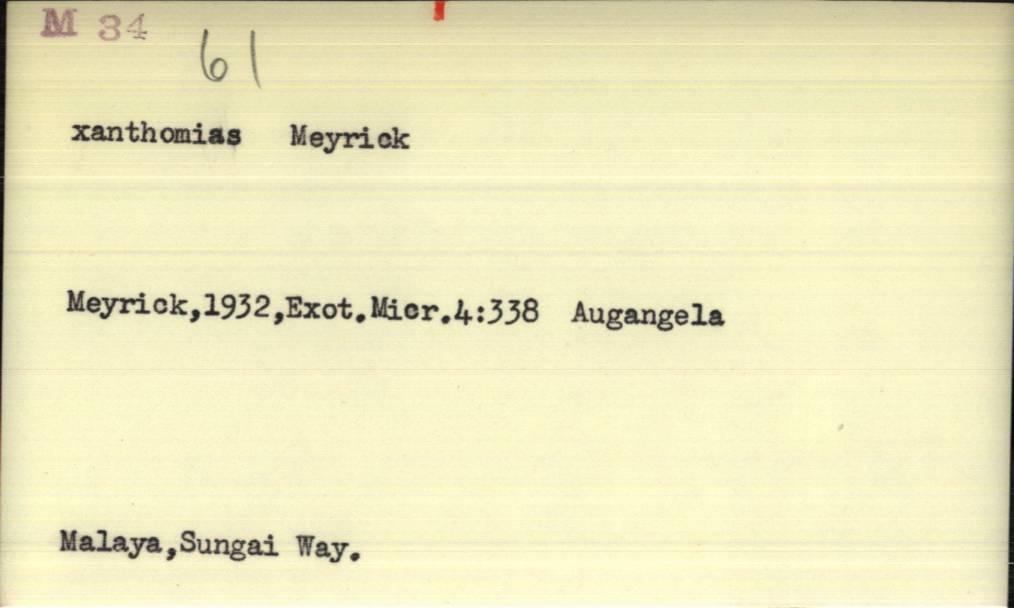 M 34
61
xanthomias Meyrick
Meyrick,1932,Exot.Micr.4:338 Augangela
Malaya,Sungai Way.